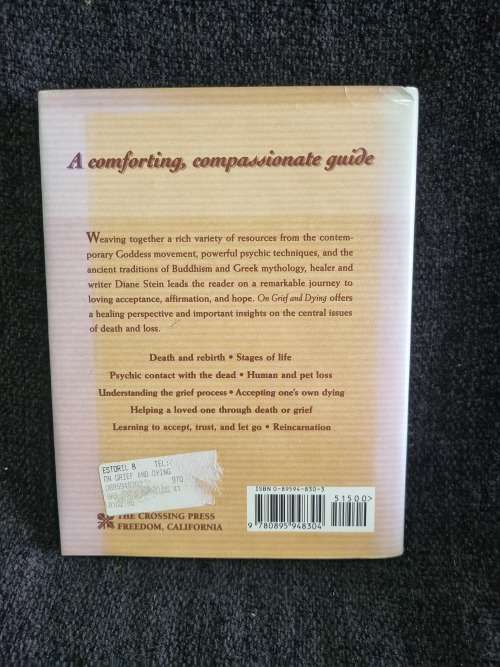 A comforting, compassionate guide
Weaving together a rich variety of resources from the contem-
porary Goddess movement, powerful psychic techniques, and the
ancient traditions of Buddhism and Greek mythology, healer and
writer Diane Stein leads the reader on a remarkable journey to
loving acceptance, affirmation, and hope. On Grief and Dying offers
a healing perspective and important insights on the central issues
of death and loss.
Death and rebirth • Stages of life
Psychic contact with the dead • Human and pet loss
Understanding the grief process • Accepting one's own dying
Helping a loved one through death or grief
Learning to accept, trust, and let go • Reincarnation
ESTORIL B TEL:
ON GRIEF AND DYING
THE CROSSING PRESS
FREEDOM, CALIFORNIA
ISBN 0-89594-830-3
51500>
9 780895 948304